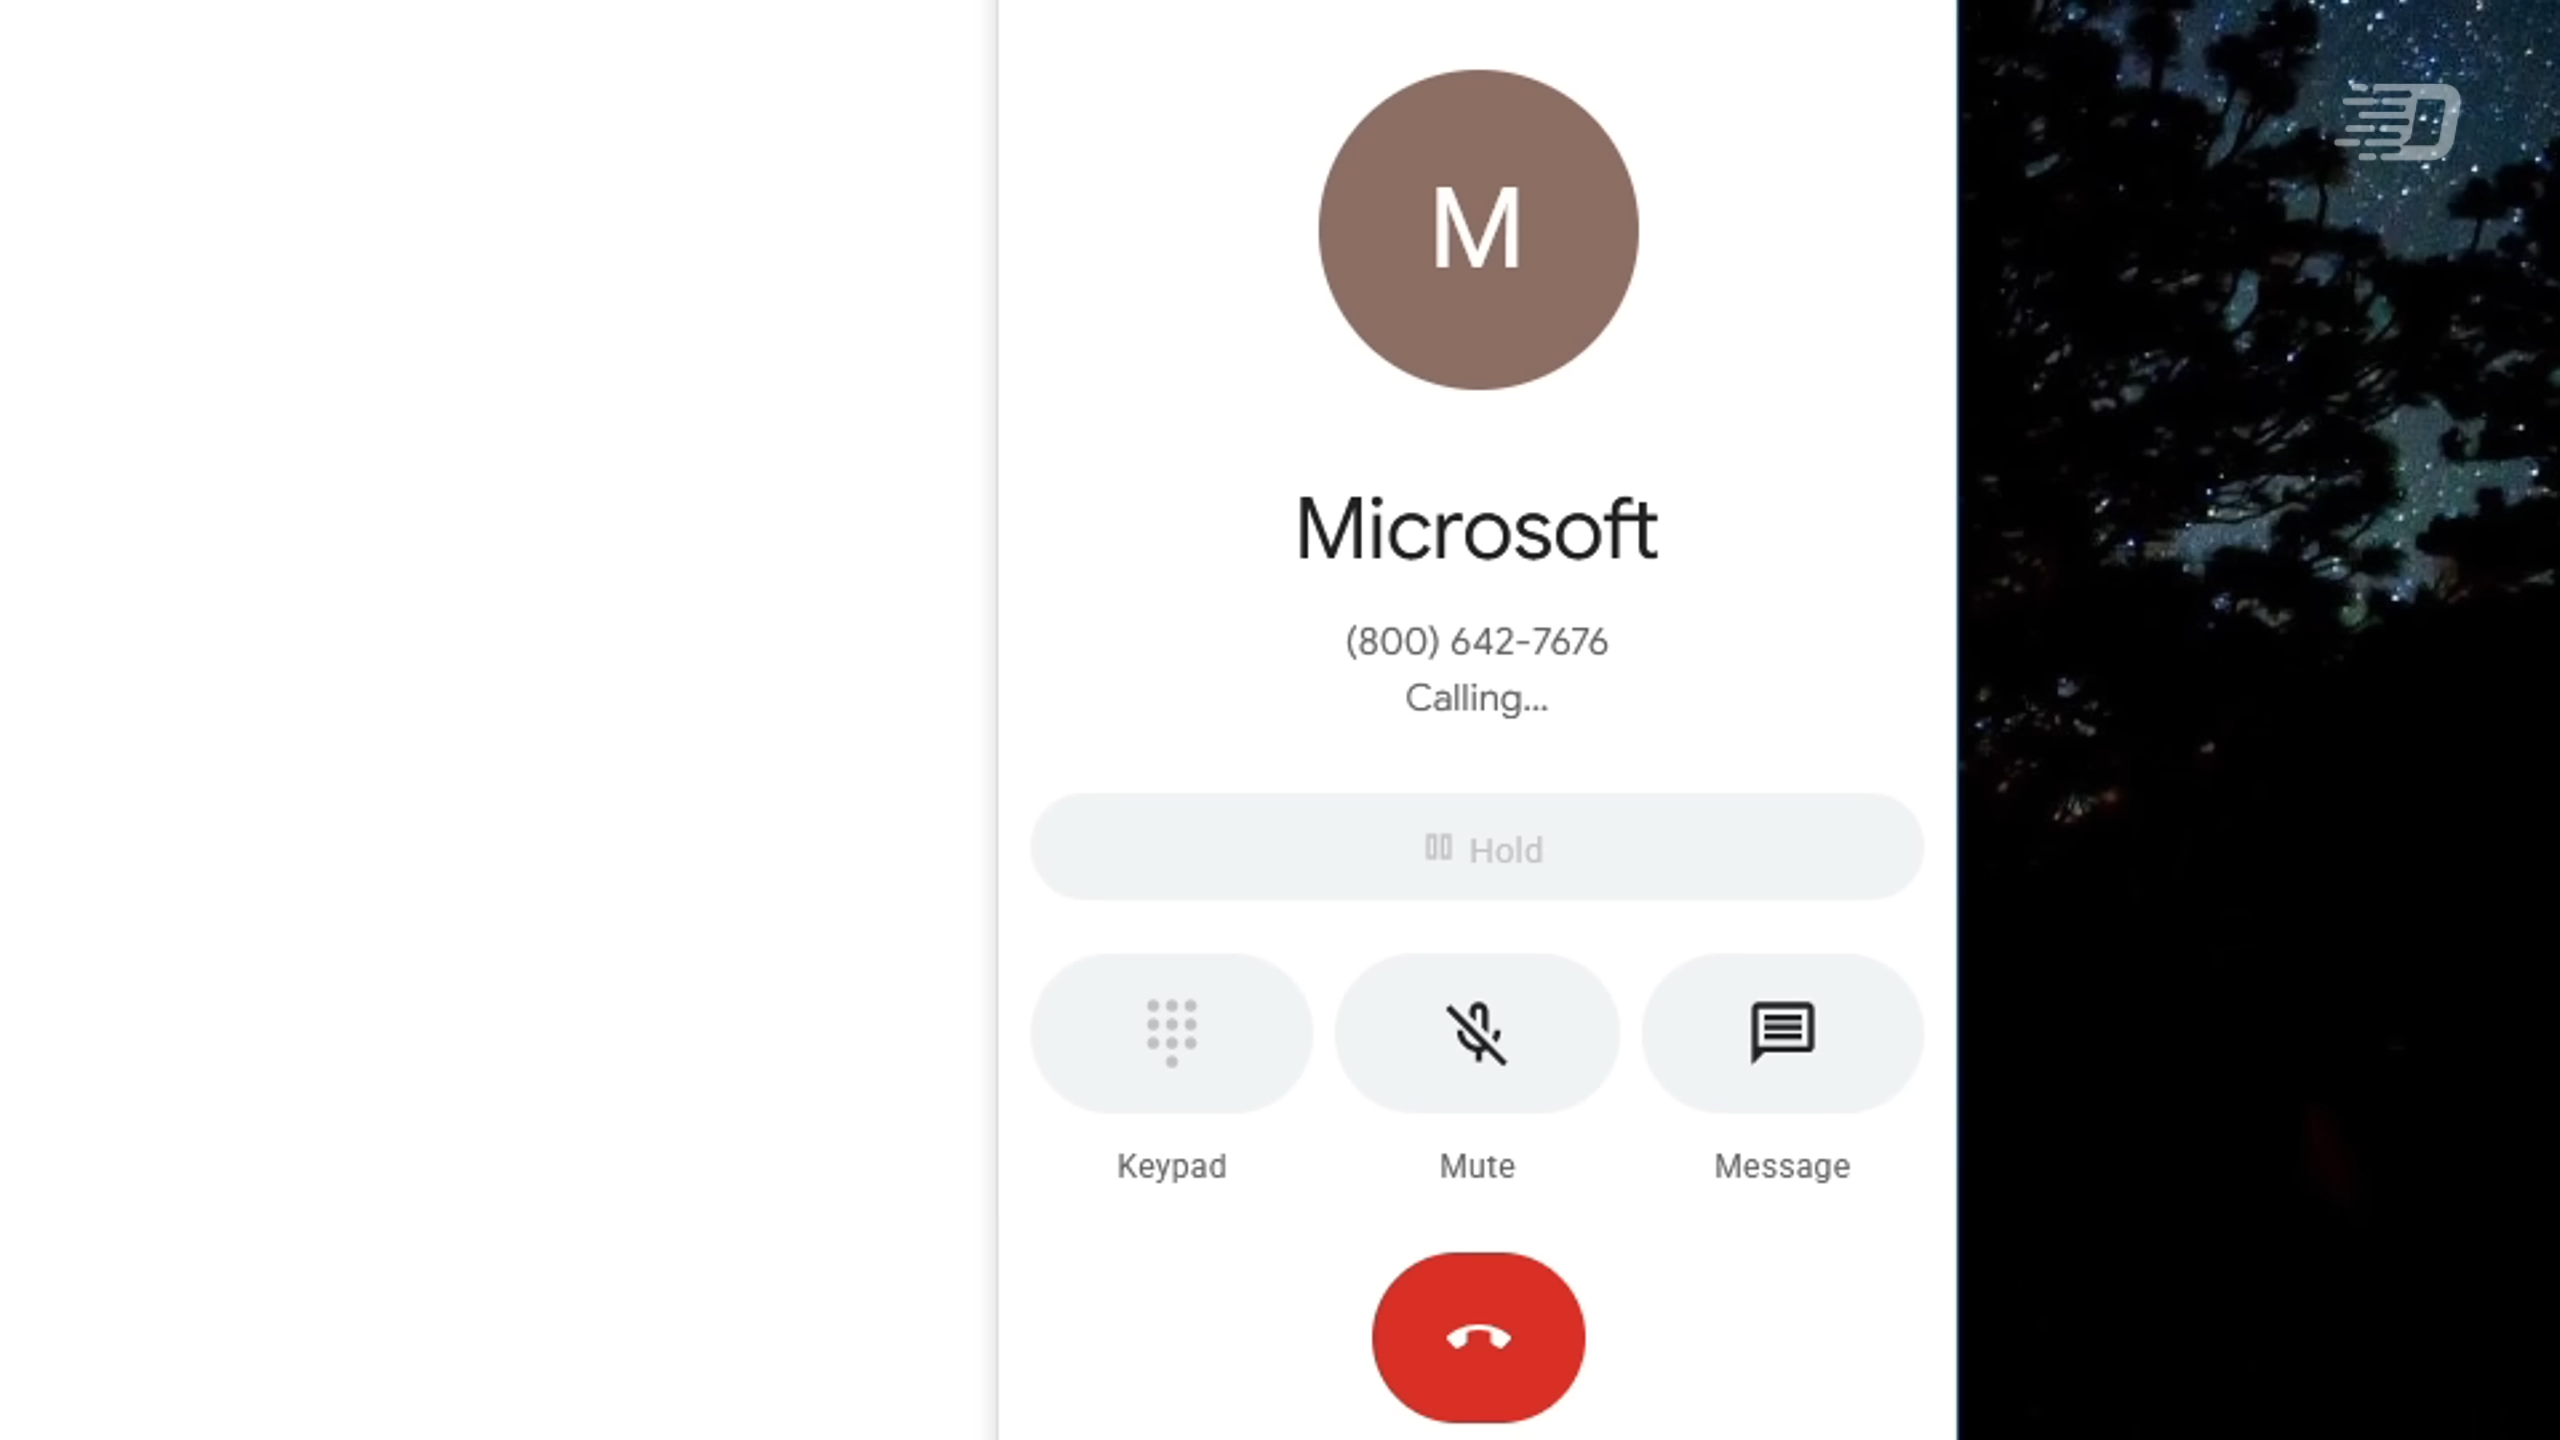 M
Microsoft
(800) 642-7676
Calling...
Hold
Keypad
Mute
Message
D